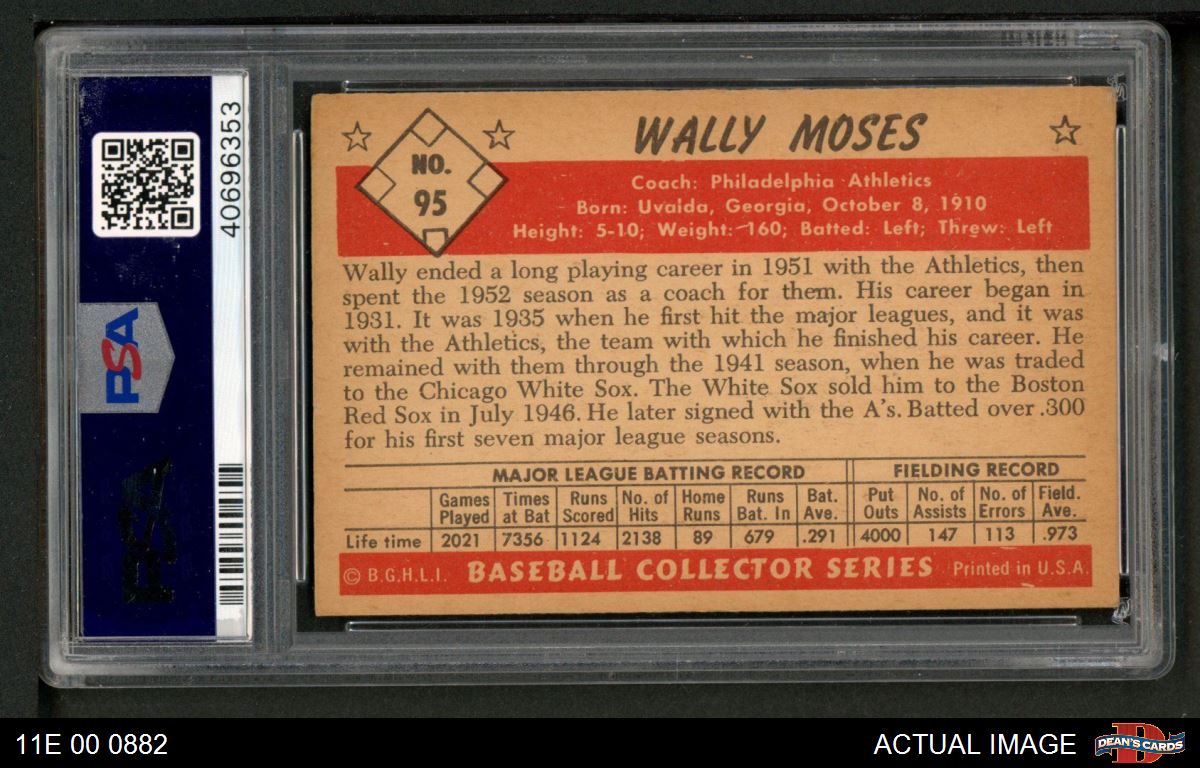 40696353
PSA
PSA
WALLY MOSES
NO.
95
Coach: Philadelphia Athletics
Born: Uvalda, Georgia, October 8, 1910
Height: 5-10; Weight: 160; Batted: Left; Threw: Left
Wally ended a long playing career in 1951 with the Athletics, then
spent the 1952 season as a coach for them. His career began in
1931. It was 1935 when he first hit the major leagues, and it was
with the Athletics, the team with which he finished his career. He
remained with them through the 1941 season, when he was traded
to the Chicago White Sox. The White Sox sold him to the Boston
Red Sox in July 1946. He later signed with the A's. Batted over .300
for his first seven major league seasons.
MAJOR LEAGUE BATTING RECORD FIELDING RECORD
Games Times Runs No. of Home Runs Bat. Put No. of No. of Field.
Played at Bat Scored Hits Runs Bat. In Ave. Outs Assists Errors Ave.
Life time 2021 7356 1124 2138 89 679 .291 4000 147 113 .973
© B.G.H.L.I. BASEBALL COLLECTOR SERIES Printed in U.S.A.
11E 00 0882 ACTUAL IMAGE D DEAN'S CARDS